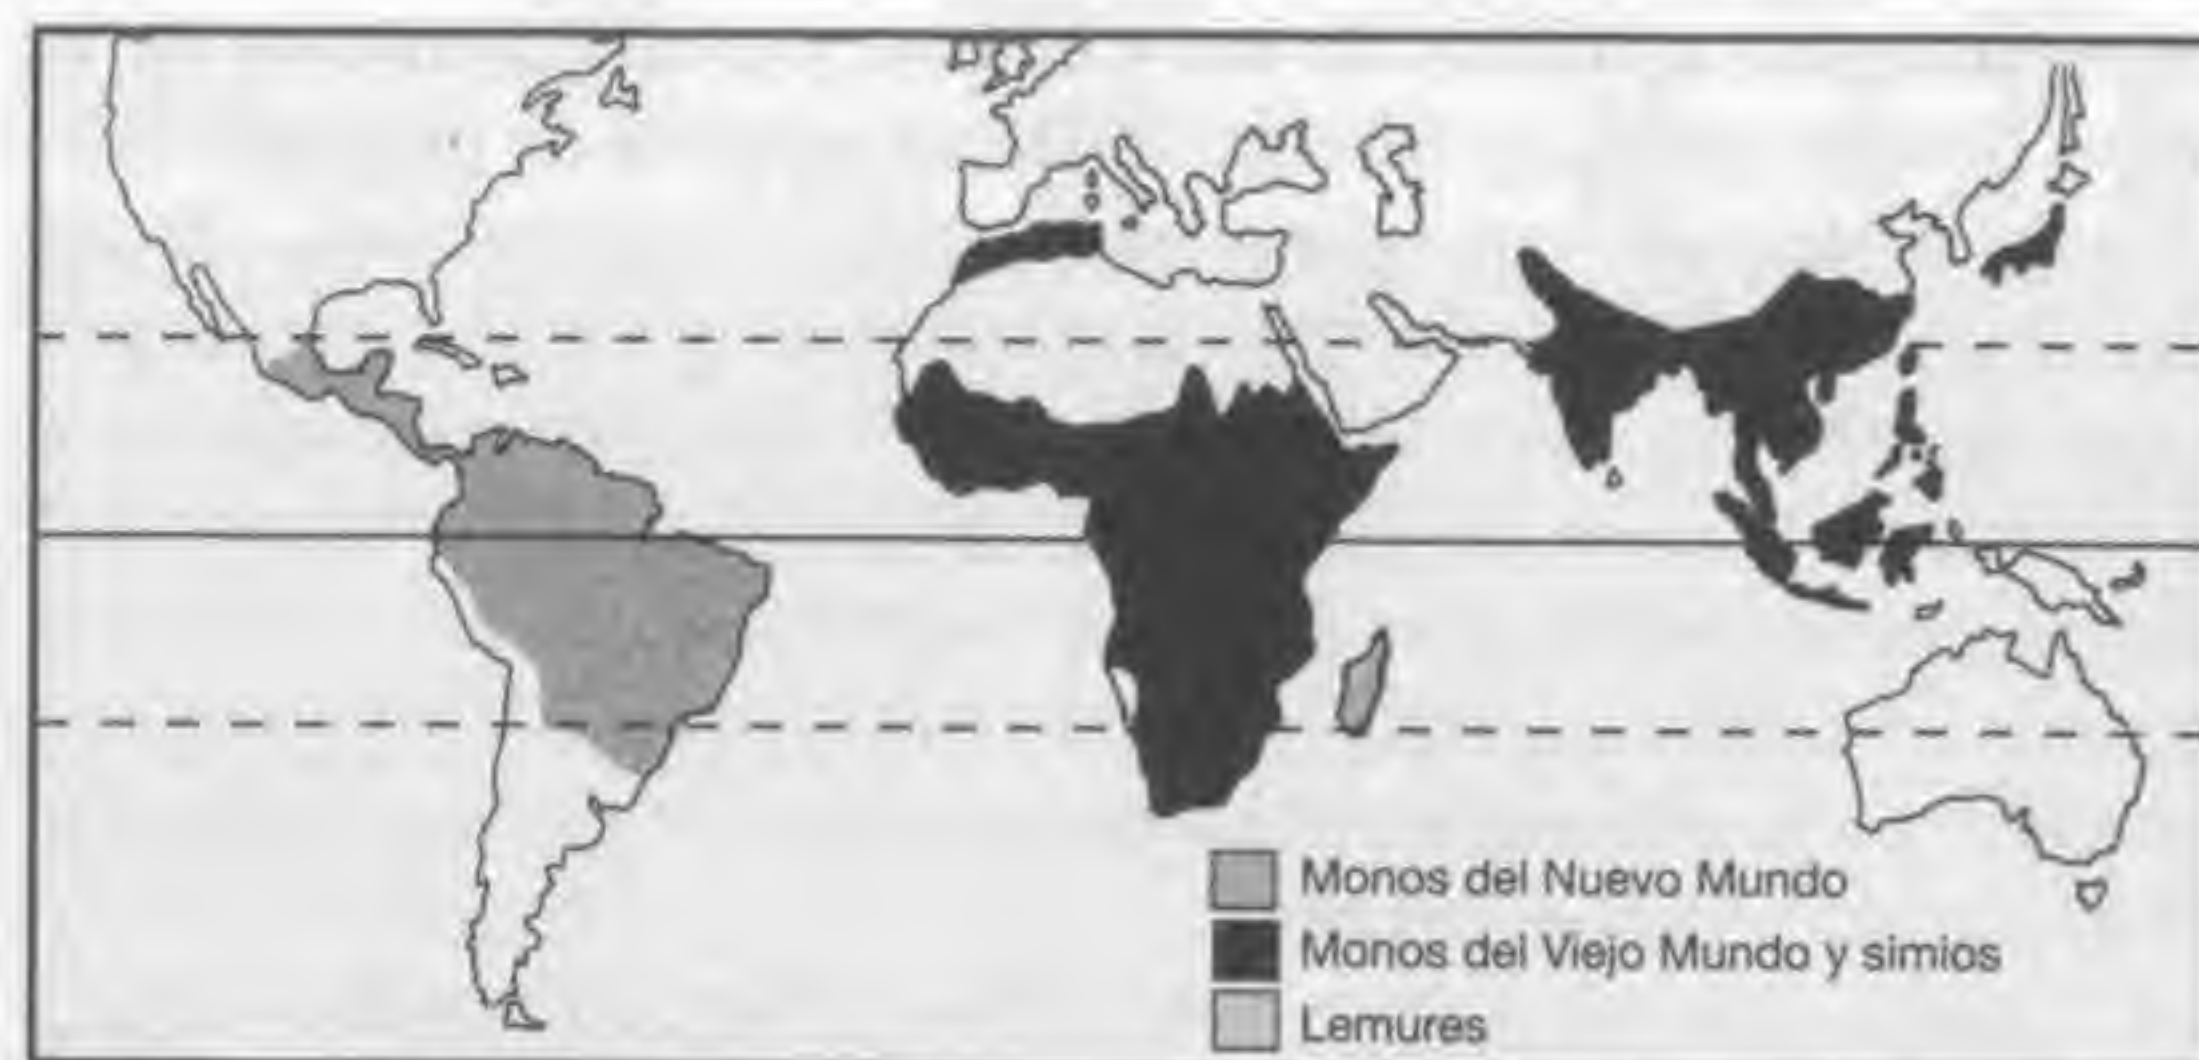 Monos del Nuevo Mundo
Monos del Viejo Mundo y simios
Lemures